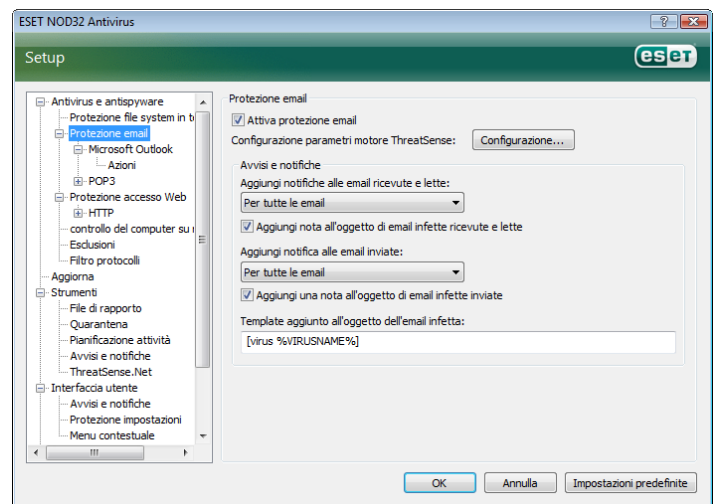 ESET NOD32 Antivirus
Setup
eset
Antivirus e antispyware
Protezione file system in t
Protezione email
Microsoft Outlook
Azioni
POP3
Protezione accesso Web
HTTP
controllo del computer su
Esclusioni
Filtro protocolli
Aggiorna
Strumenti
File di rapporto
Quarantena
Pianificazione attività
Avvisi e notifiche
ThreatSense.Net
Interfaccia utente
Avvisi e notifiche
Protezione impostazioni
Menu contestuale
Protezione email
Attiva protezione email
Configurazione parametri motore ThreatSense: Configurazione...
Avvisi e notifiche
Aggiungi notifiche alle email ricevute e lette:
Per tutte le email
Aggiungi nota all'oggetto di email infette ricevute e lette
Aggiungi notifica alle email inviate:
Per tutte le email
Aggiungi una nota all'oggetto di email infette inviate
Template aggiunto all'oggetto dell'email infetta:
[virus %VIRUSNAME%]
OK Annulla Impostazioni predefinite